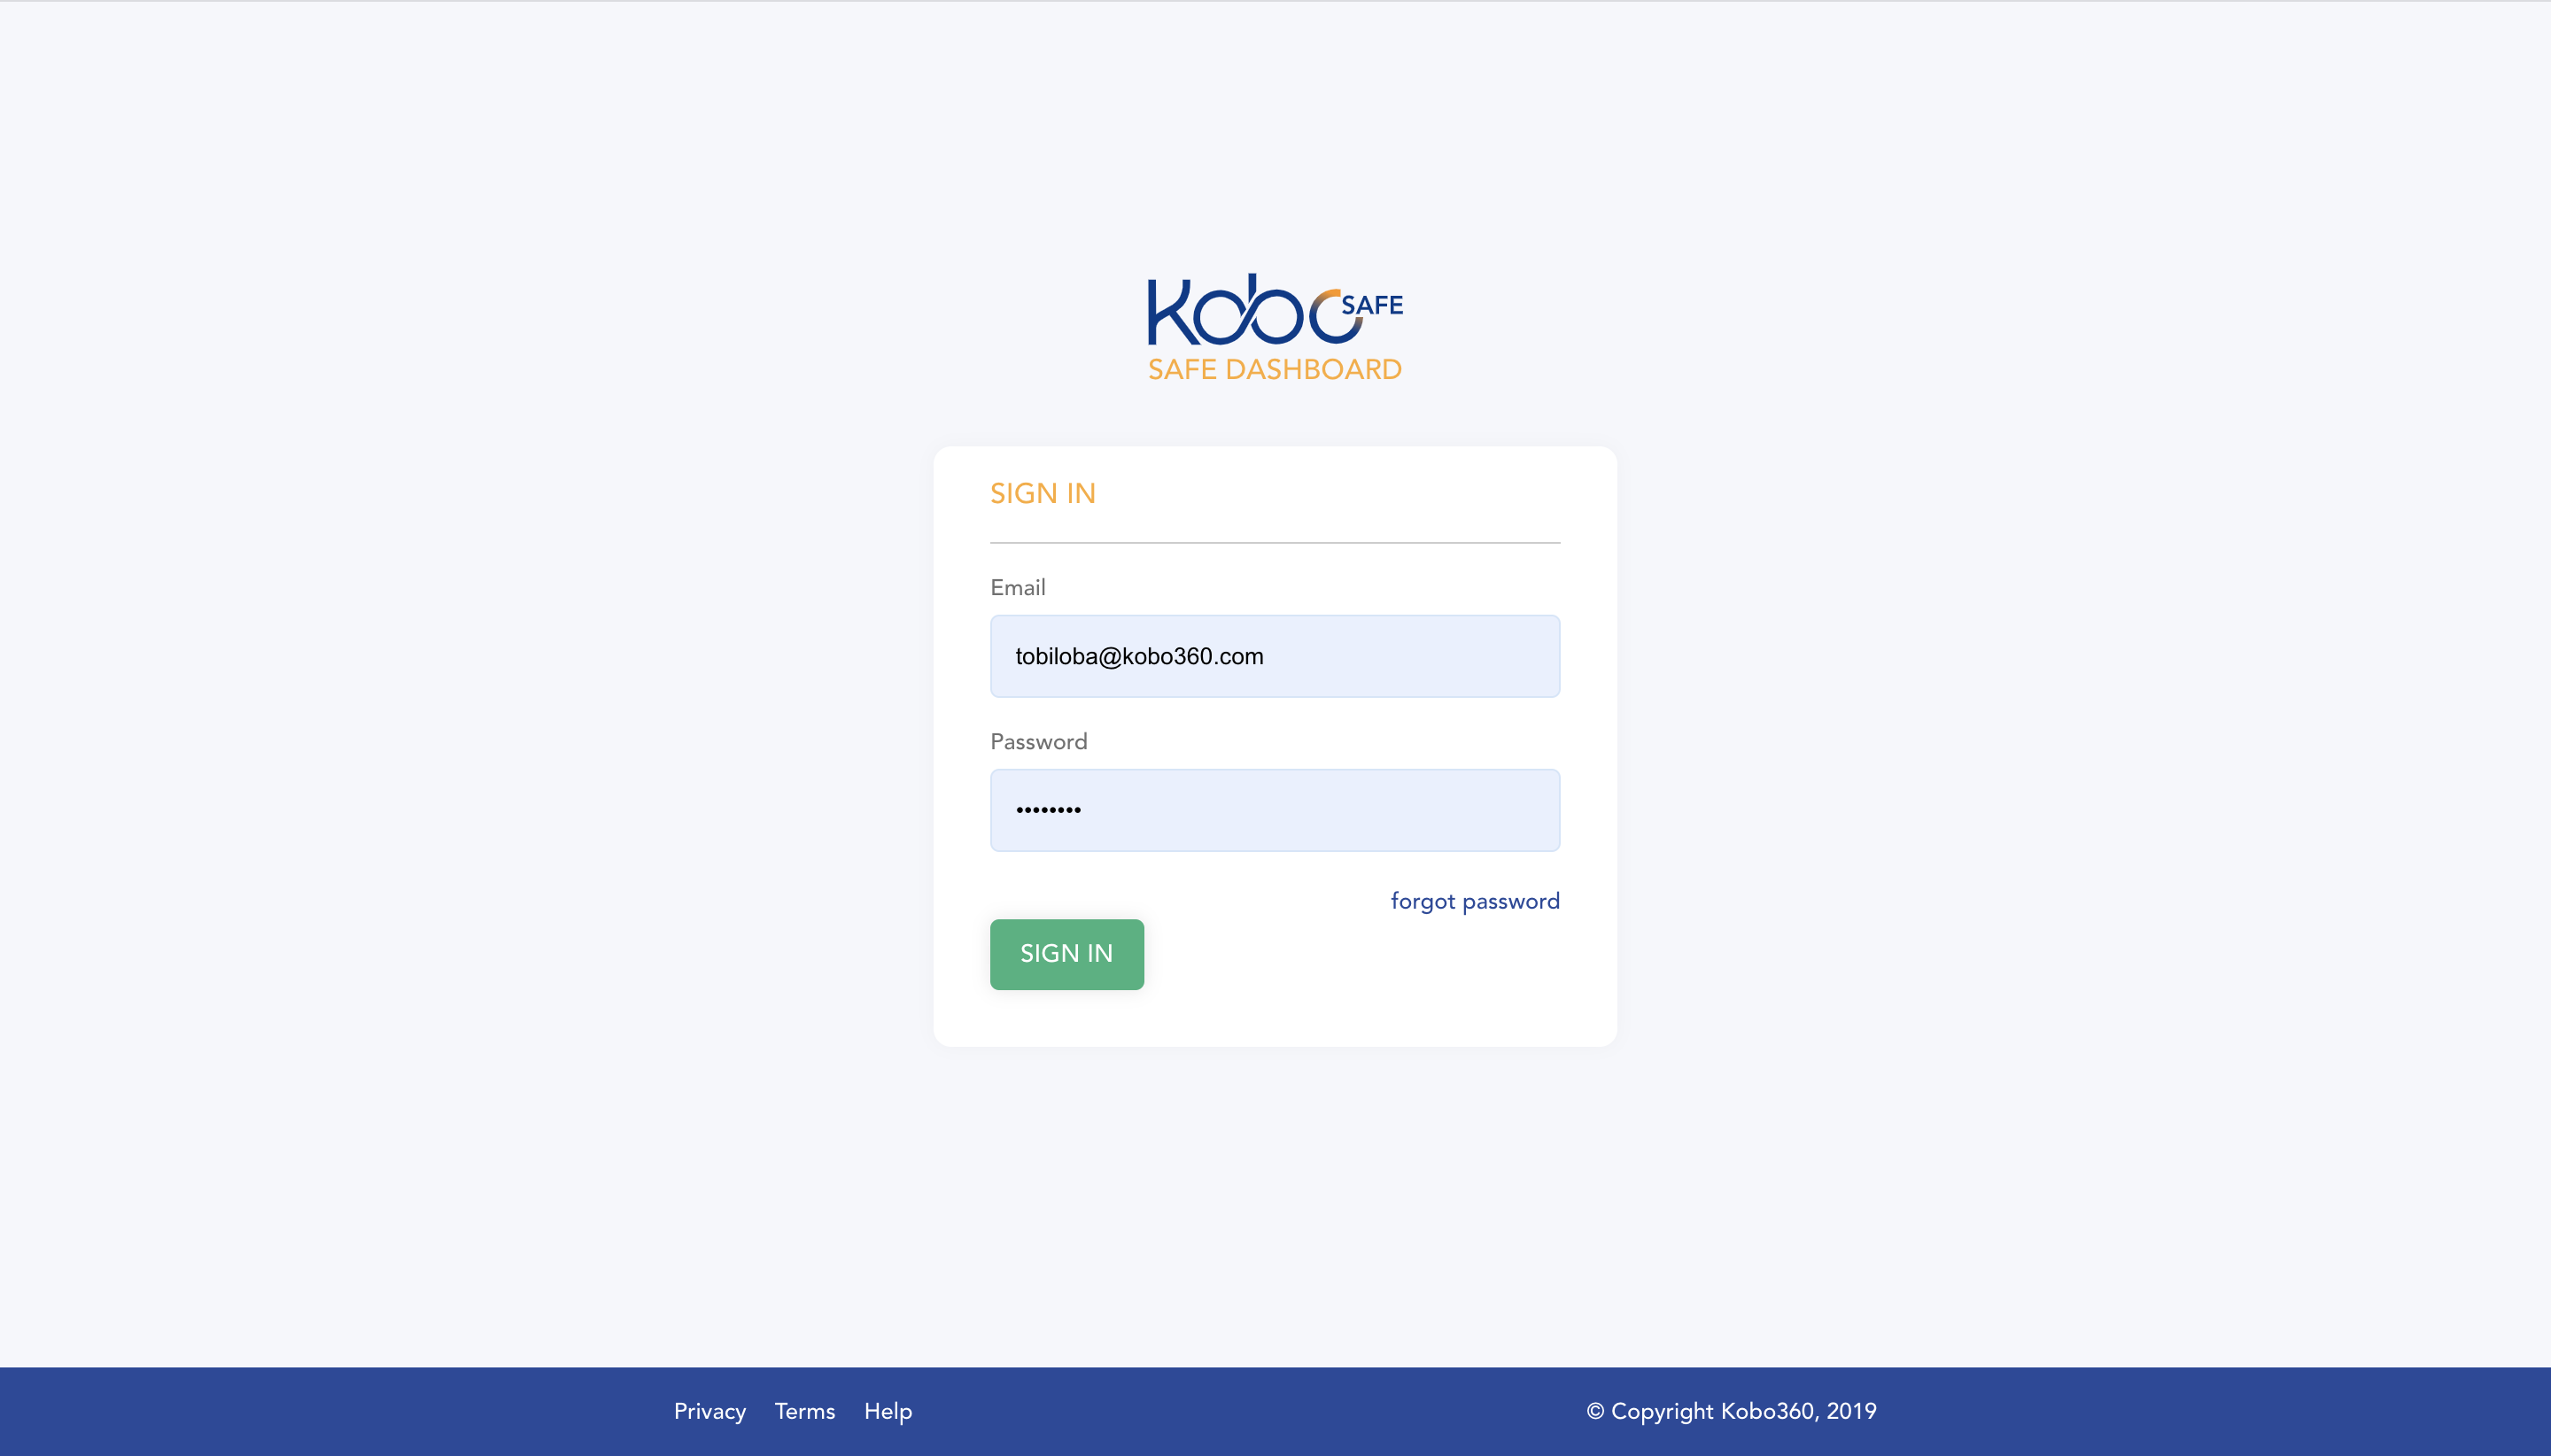 Kobo SAFE
SAFE DASHBOARD
SIGN IN
Email
tobiloba@kobo360.com
Password
••••••••
forgot password
SIGN IN
Privacy Terms Help © Copyright Kobo360, 2019